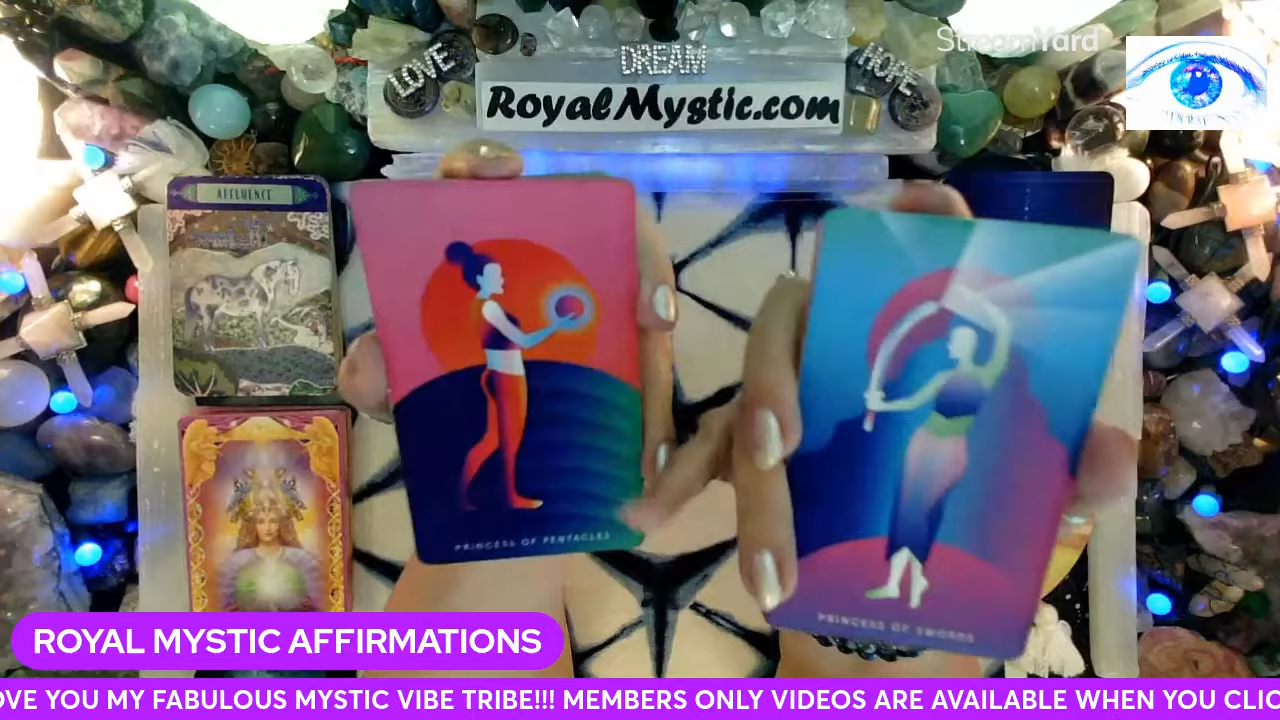 StreamYard
LOVE
DREAM
HOPE
RoyalMystic.com
AFFLUENCE
PRINCESS OF PENTACLES
PRINCESS OF SWORDS
ROYAL MYSTIC AFFIRMATIONS
OVE YOU MY FABULOUS MYSTIC VIBE TRIBE!!! MEMBERS ONLY VIDEOS ARE AVAILABLE WHEN YOU CLIC